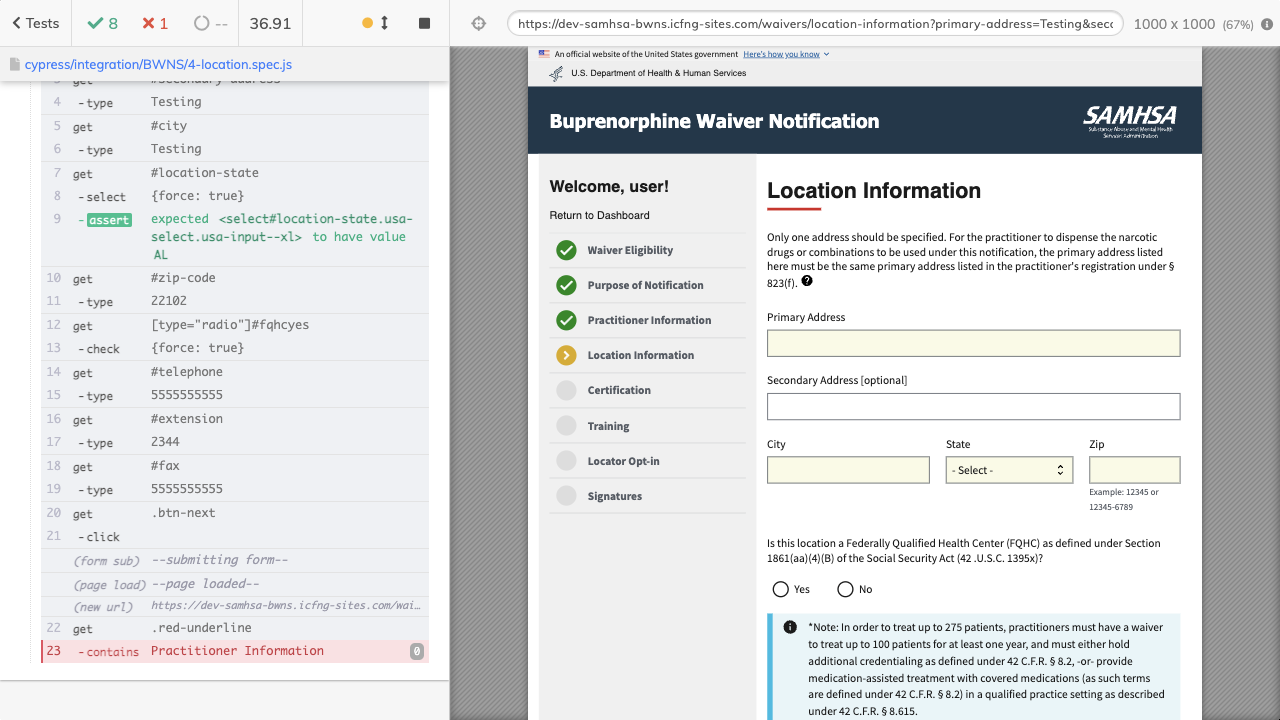 Tests
8
1
--
36.91
cypress/integration/BWNS/4-location.spec.js
3 get #secondary-address
4 -type Testing
5 get #city
6 -type Testing
7 get #location-state
8 -select {force: true}
9 -assert expected <select#location-state.usa-
select.usa-input--xl> to have value
AL
10 get #zip-code
11 -type 22102
12 get [type="radio"]#fqhcyes
13 -check {force: true}
14 get #telephone
15 -type 5555555555
16 get #extension
17 -type 2344
18 get #fax
19 -type 5555555555
20 get .btn-next
21 -click
(form sub) --submitting form--
(page load) --page loaded--
(new url) https://dev-samhsa-bwns.icfng-sites.com/wai…
22 get .red-underline
23 -contains Practitioner Information 0
https://dev-samhsa-bwns.icfng-sites.com/waivers/location-information?primary-address=Testing&secc
1000 x 1000 (67%)
An official website of the United States government Here's how you know
U.S. Department of Health & Human Services
Buprenorphine Waiver Notification
SAMHSA
Substance Abuse and Mental Health
Services Administration
Welcome, user!
Return to Dashboard
Waiver Eligibility
Purpose of Notification
Practitioner Information
Location Information
Certification
Training
Locator Opt-in
Signatures
Location Information
Only one address should be specified. For the practitioner to dispense the narcotic
drugs or combinations to be used under this notification, the primary address listed
here must be the same primary address listed in the practitioner's registration under §
823(f).
Primary Address
Secondary Address [optional]
City State Zip
- Select -
Example: 12345 or
12345-6789
Is this location a Federally Qualified Health Center (FQHC) as defined under Section
1861(aa)(4)(B) of the Social Security Act (42 .U.S.C. 1395x)?
Yes No
*Note: In order to treat up to 275 patients, practitioners must have a waiver
to treat up to 100 patients for at least one year, and must either hold
additional credentialing as defined under 42 C.F.R. § 8.2, -or- provide
medication-assisted treatment with covered medications (as such terms
are defined under 42 C.F.R. § 8.2) in a qualified practice setting as described
under 42 C.F.R. § 8.615.